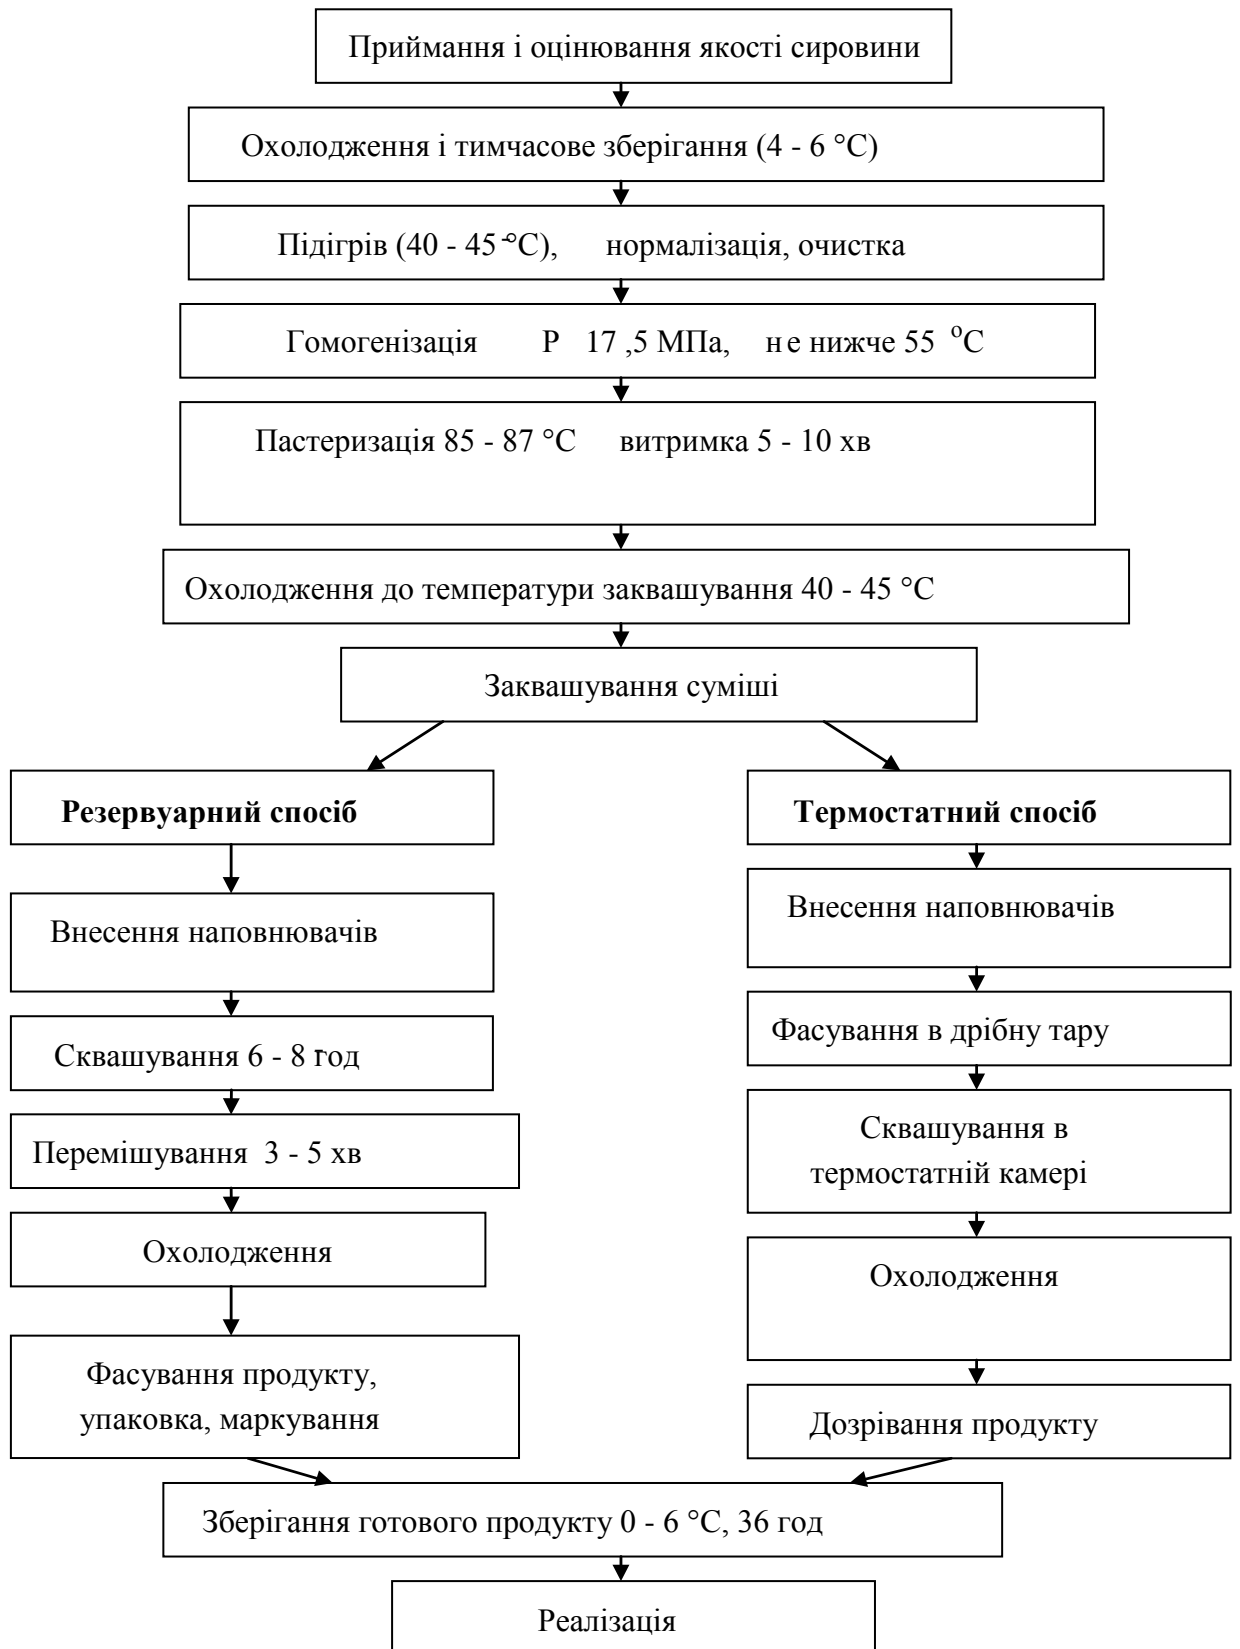 Приймання і оцінювання якості сировини
Охолодження і тимчасове зберігання (4 - 6 °С)
Підігрів (40 - 45 °С), нормалізація, очистка
Гомогенізація Р 17 ,5 МПа, не нижче 55 °С
Пастеризація 85 - 87 °С витримка 5 - 10 хв
Охолодження до температури заквашування 40 - 45 °С
Заквашування суміші
Резервуарний спосіб
Внесення наповнювачів
Сквашування 6 - 8 год
Перемішування 3 - 5 хв
Охолодження
Фасування продукту,
упаковка, маркування
Термостатний спосіб
Внесення наповнювачів
Фасування в дрібну тару
Сквашування в
термостатній камері
Охолодження
Дозрівання продукту
Зберігання готового продукту 0 - 6 °С, 36 год
Реалізація